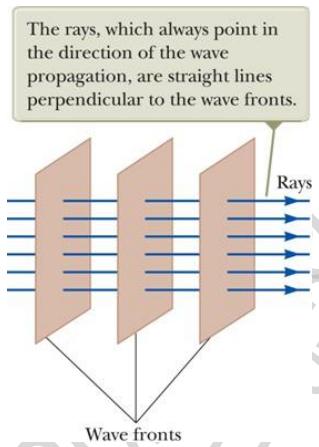 The rays, which always point in
the direction of the wave
propagation, are straight lines
perpendicular to the wave fronts.
Rays
Wave fronts